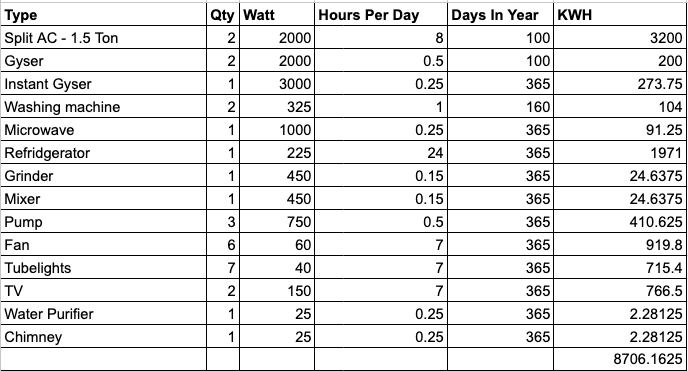 Type Qty Watt Hours Per Day Days In Year KWH
Split AC - 1.5 Ton 2 2000 8 100 3200
Gyser 2 2000 0.5 100 200
Instant Gyser 1 3000 0.25 365 273.75
Washing machine 2 325 1 160 104
Microwave 1 1000 0.25 365 91.25
Refridgerator 1 225 24 365 1971
Grinder 1 450 0.15 365 24.6375
Mixer 1 450 0.15 365 24.6375
Pump 3 750 0.5 365 410.625
Fan 6 60 7 365 919.8
Tubelights 7 40 7 365 715.4
TV 2 150 7 365 766.5
Water Purifier 1 25 0.25 365 2.28125
Chimney 1 25 0.25 365 2.28125
8706.1625